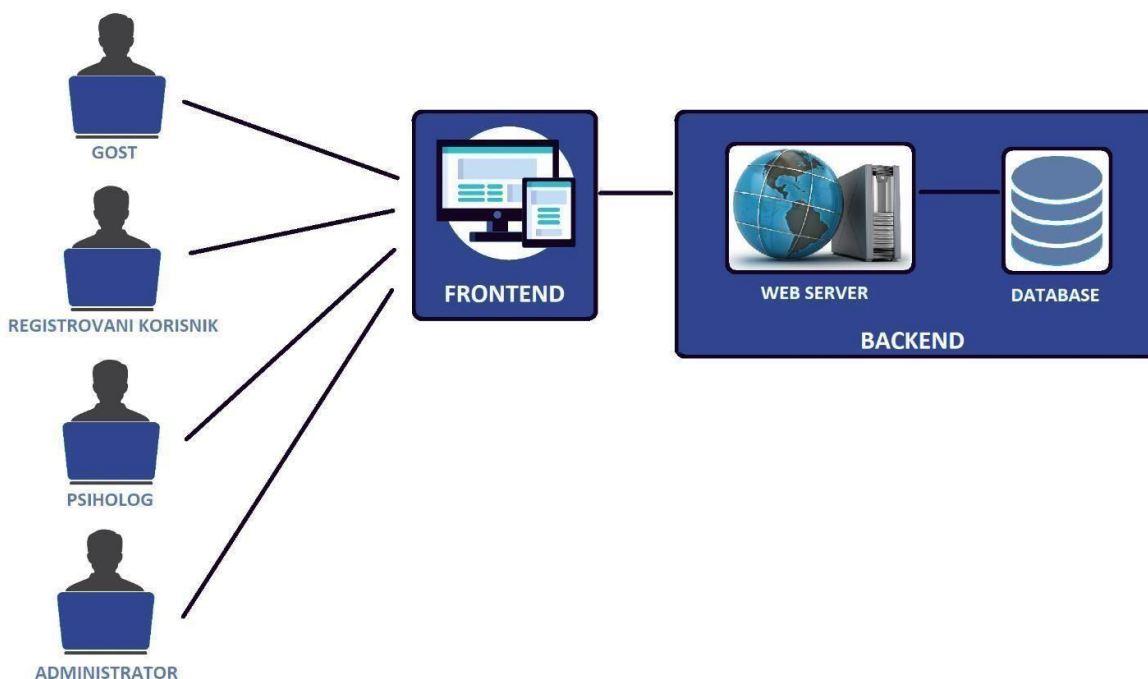 GOST
REGISTROVANI KORISNIK
PSIHOLOG
ADMINISTRATOR
FRONTEND
WEB SERVER
DATABASE
BACKEND